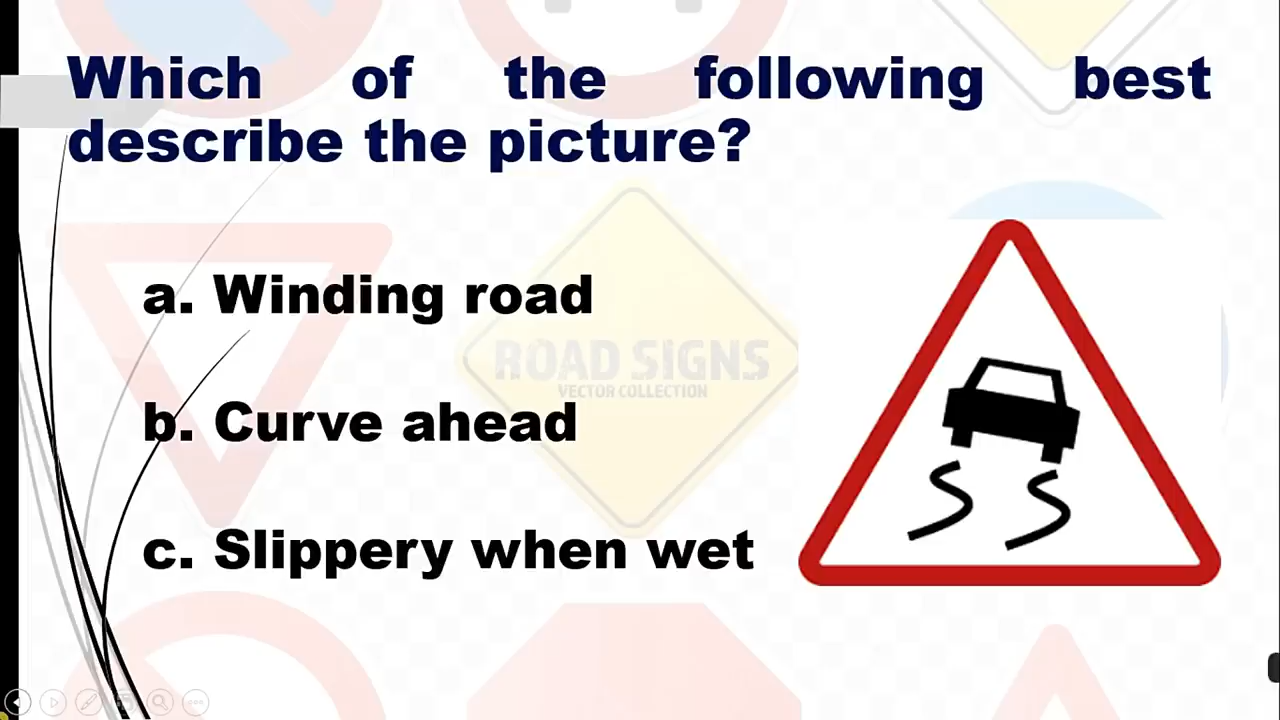 Which of the following best
describe the picture?
a. Winding road
ROAD SIGNS
VECTOR COLLECTION
b. Curve ahead
c. Slippery when wet